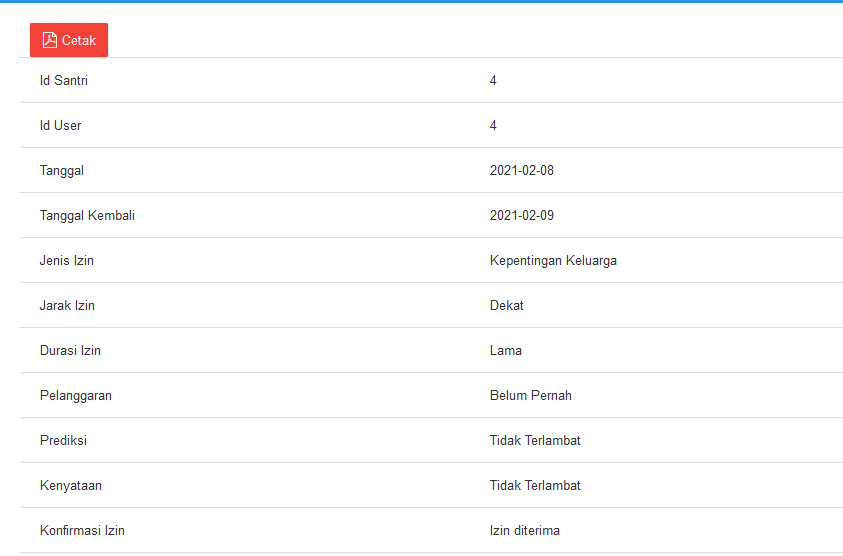 Cetak
Id Santri 4
Id User 4
Tanggal 2021-02-08
Tanggal Kembali 2021-02-09
Jenis Izin Kepentingan Keluarga
Jarak Izin Dekat
Durasi Izin Lama
Pelanggaran Belum Pernah
Prediksi Tidak Terlambat
Kenyataan Tidak Terlambat
Konfirmasi Izin Izin diterima